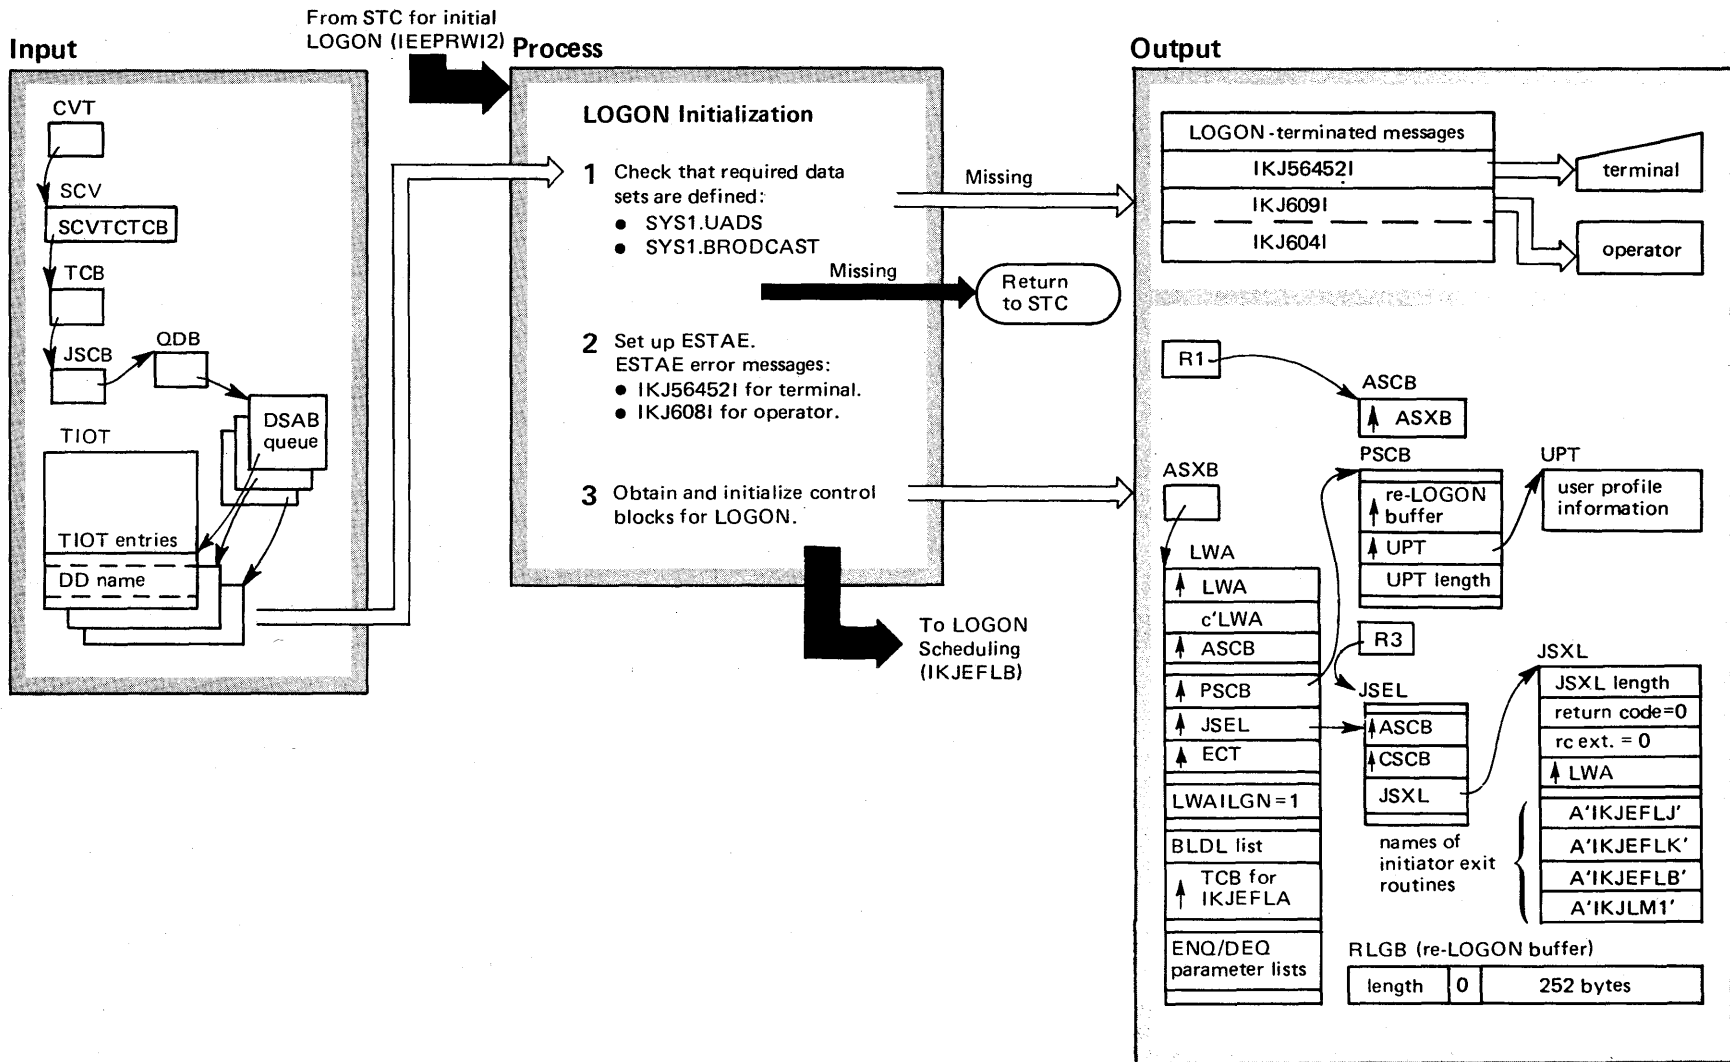 From STC for initial
LOGON (IEEPRWI2)
Input
Process
Output
CVT
SCV
SCVTCTCB
TCB
JSCB
QDB
DSAB
queue
TIOT
TIOT entries
DD name
LOGON Initialization
1 Check that required data
sets are defined:
● SYS1.UADS
● SYS1.BRODCAST
Missing
Missing
Return
to STC
2 Set up ESTAE.
ESTAE error messages:
● IKJ56452I for terminal.
● IKJ608I for operator.
3 Obtain and initialize control
blocks for LOGON.
To LOGON
Scheduling
(IKJEFLB)
LOGON-terminated messages
IKJ56452I
IKJ609I
IKJ604I
terminal
operator
R1
ASCB
ASXB
ASXB
PSCB
re-LOGON
buffer
UPT
UPT length
UPT
user profile
information
LWA
LWA
c'LWA
ASCB
PSCB
JSEL
ECT
LWAILGN=1
BLDL list
TCB for
IKJEFLA
ENQ/DEQ
parameter lists
R3
JSEL
ASCB
CSCB
JSXL
names of
initiator exit
routines
JSXL
JSXL length
return code=0
rc ext. = 0
LWA
A'IKJEFLJ'
A'IKJEFLK'
A'IKJEFLB'
A'IKJLM1'
RLGB (re-LOGON buffer)
length 0 252 bytes